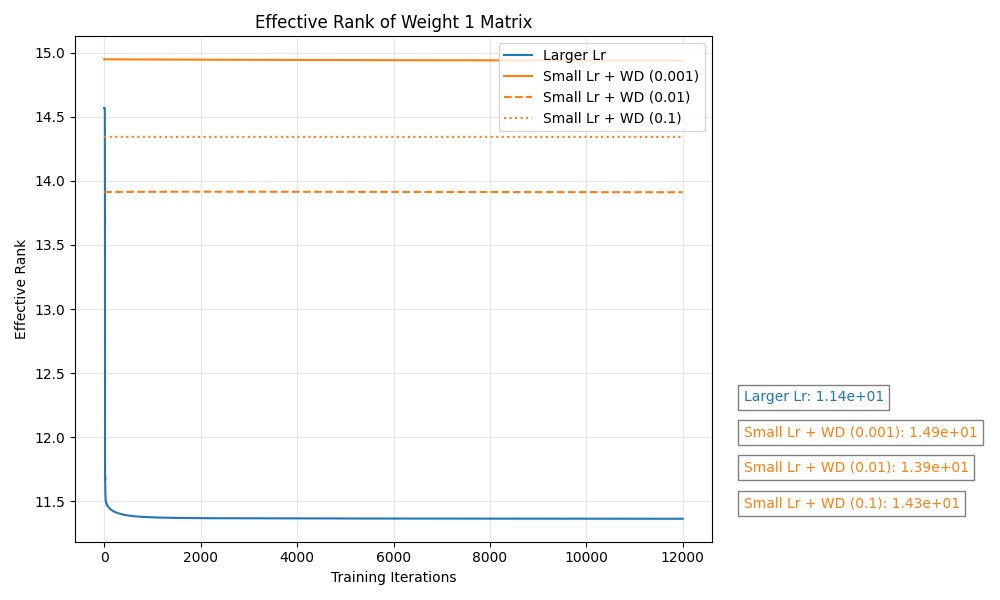 Effective Rank of Weight 1 Matrix
Effective Rank
15.0
14.5
14.0
13.5
13.0
12.5
12.0
11.5
Larger Lr
Small Lr + WD (0.001)
Small Lr + WD (0.01)
Small Lr + WD (0.1)
Larger Lr: 1.14e+01
Small Lr + WD (0.001): 1.49e+01
Small Lr + WD (0.01): 1.39e+01
Small Lr + WD (0.1): 1.43e+01
0 2000 4000 6000 8000 10000 12000
Training Iterations